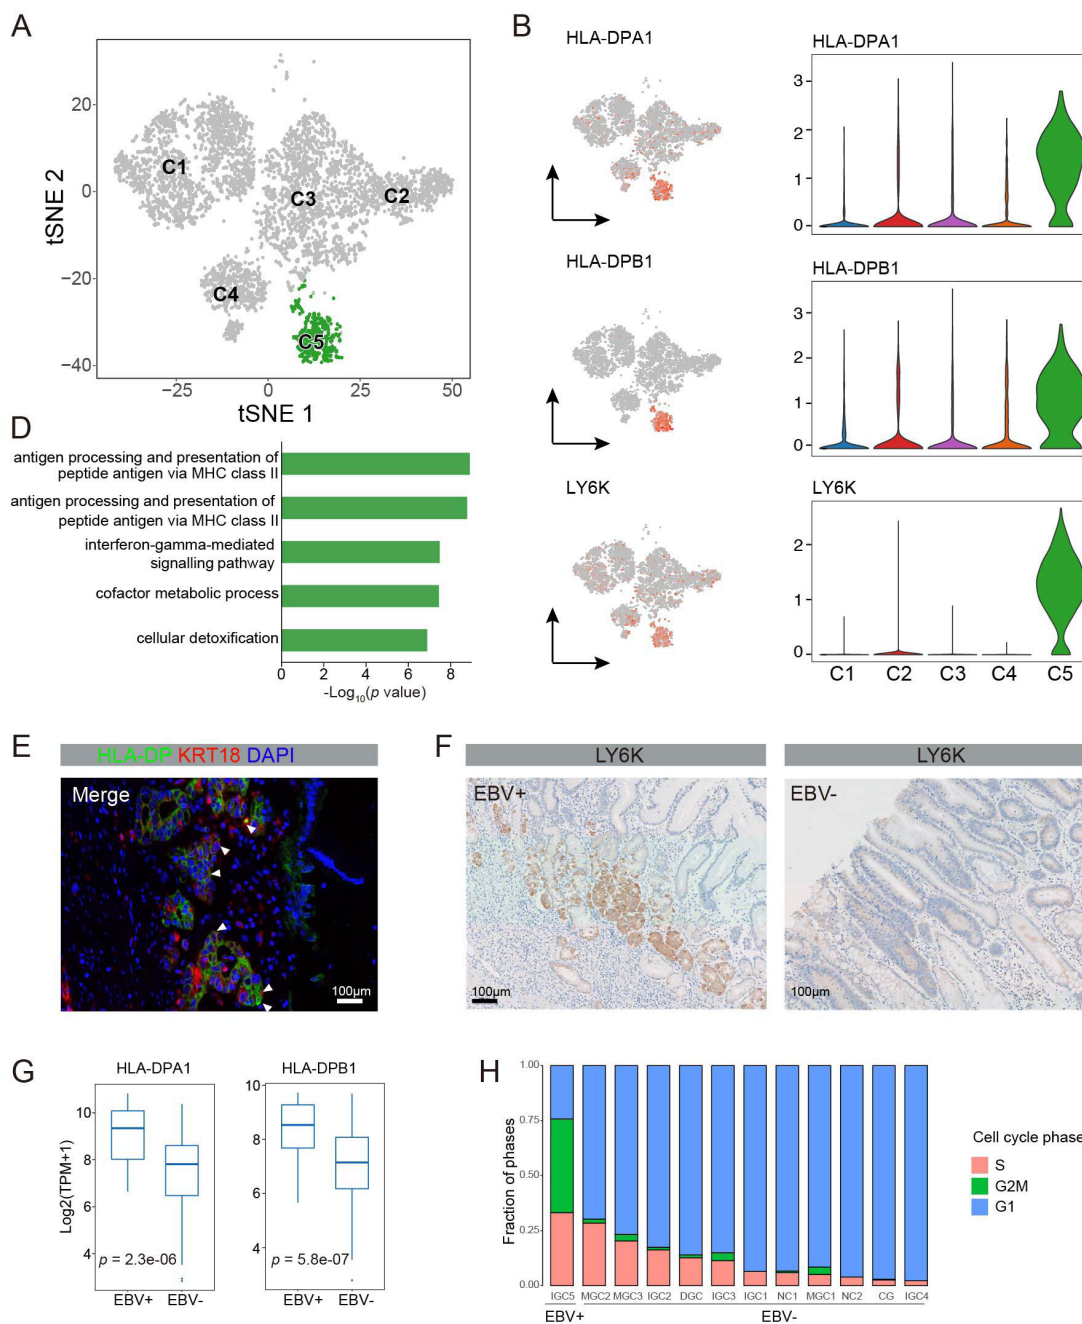 A
20
0
−20
−40
tSNE 2
C1
C2
C3
C4
C5
−25
0
25
50
tSNE 1
B
HLA-DPA1
HLA-DPB1
LY6K
HLA-DPA1
3
2
1
0
HLA-DPB1
3
2
1
0
LY6K
2
1
0
C1 C2 C3 C4 C5
D
antigen processing and presentation of
peptide antigen via MHC class II
antigen processing and presentation of
peptide antigen via MHC class II
interferon-gamma-mediated
signalling pathway
cofactor metabolic process
cellular detoxification
0 2 4 6 8
-Log10(p value)
E
HLA-DP KRT18 DAPI
Merge
100μm
F
LY6K
EBV+
100μm
LY6K
EBV-
100μm
G
HLA-DPA1
10
8
6
4
Log2(TPM+1)
p = 2.3e-06
EBV+ EBV-
HLA-DPB1
10
8
6
4
p = 5.8e-07
EBV+ EBV-
H
1.00
0.75
0.50
0.25
0.00
Fraction of phases
IGC5 MGC2 MGC3 IGC2 DGC IGC3 IGC1 NC1 MGC1 NC2 CG IGC4
EBV+ EBV-
Cell cycle phase
S
G2M
G1